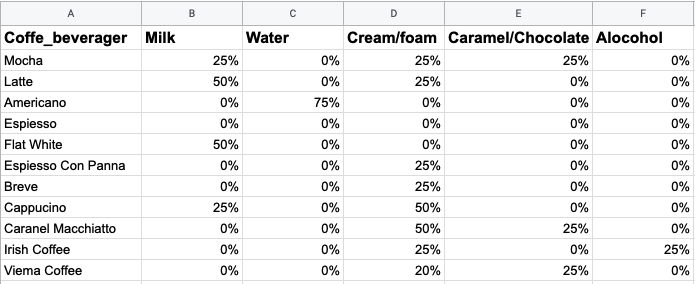 A B C D E F
Coffe_beverager Milk Water Cream/foam Caramel/Chocolate Alocohol
Mocha 25% 0% 25% 25% 0%
Latte 50% 0% 25% 0% 0%
Americano 0% 75% 0% 0% 0%
Espiesso 0% 0% 0% 0% 0%
Flat White 50% 0% 0% 0% 0%
Espiesso Con Panna 0% 0% 25% 0% 0%
Breve 0% 0% 25% 0% 0%
Cappucino 25% 0% 50% 0% 0%
Caranel Macchiatto 0% 0% 50% 25% 0%
Irish Coffee 0% 0% 25% 0% 25%
Viema Coffee 0% 0% 20% 25% 0%